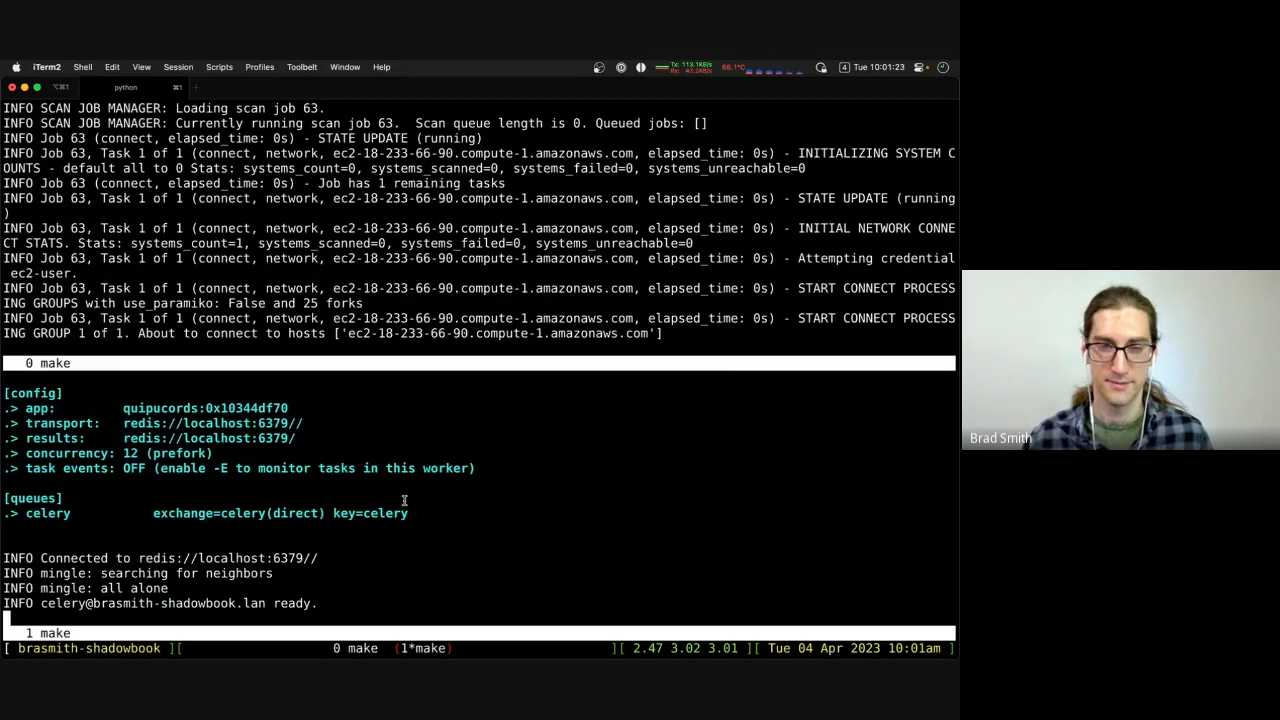 iTerm2 Shell Edit View Session Scripts Profiles Toolbelt Window Help
Tx: 113.1KB/s
Rx: 43.2KB/s
66.1°C
4 Tue 10:01:23
⌥⌘1 python ⌘1 +
INFO SCAN JOB MANAGER: Loading scan job 63.
INFO SCAN JOB MANAGER: Currently running scan job 63.  Scan queue length is 0. Queued jobs: []
INFO Job 63 (connect, elapsed_time: 0s) - STATE UPDATE (running)
INFO Job 63, Task 1 of 1 (connect, network, ec2-18-233-66-90.compute-1.amazonaws.com, elapsed_time: 0s) - INITIALIZING SYSTEM C
OUNTS - default all to 0 Stats: systems_count=0, systems_scanned=0, systems_failed=0, systems_unreachable=0
INFO Job 63 (connect, elapsed_time: 0s) - Job has 1 remaining tasks
INFO Job 63, Task 1 of 1 (connect, network, ec2-18-233-66-90.compute-1.amazonaws.com, elapsed_time: 0s) - STATE UPDATE (running
)
INFO Job 63, Task 1 of 1 (connect, network, ec2-18-233-66-90.compute-1.amazonaws.com, elapsed_time: 0s) - INITIAL NETWORK CONNE
CT STATS. Stats: systems_count=1, systems_scanned=0, systems_failed=0, systems_unreachable=0
INFO Job 63, Task 1 of 1 (connect, network, ec2-18-233-66-90.compute-1.amazonaws.com, elapsed_time: 0s) - Attempting credential
 ec2-user.
INFO Job 63, Task 1 of 1 (connect, network, ec2-18-233-66-90.compute-1.amazonaws.com, elapsed_time: 0s) - START CONNECT PROCESS
ING GROUPS with use_paramiko: False and 25 forks
INFO Job 63, Task 1 of 1 (connect, network, ec2-18-233-66-90.compute-1.amazonaws.com, elapsed_time: 0s) - START CONNECT PROCESS
ING GROUP 1 of 1. About to connect to hosts ['ec2-18-233-66-90.compute-1.amazonaws.com']
0 make
[config]
.> app:         quipucords:0x10344df70
.> transport:   redis://localhost:6379//
.> results:     redis://localhost:6379/
.> concurrency: 12 (prefork)
.> task events: OFF (enable -E to monitor tasks in this worker)
[queues]
.> celery           exchange=celery(direct) key=celery
INFO Connected to redis://localhost:6379//
INFO mingle: searching for neighbors
INFO mingle: all alone
INFO celery@brasmith-shadowbook.lan ready.
1 make
[ brasmith-shadowbook ][ 0 make (1*make) ][ 2.47 3.02 3.01 ][ Tue 04 Apr 2023 10:01am ]
Brad Smith